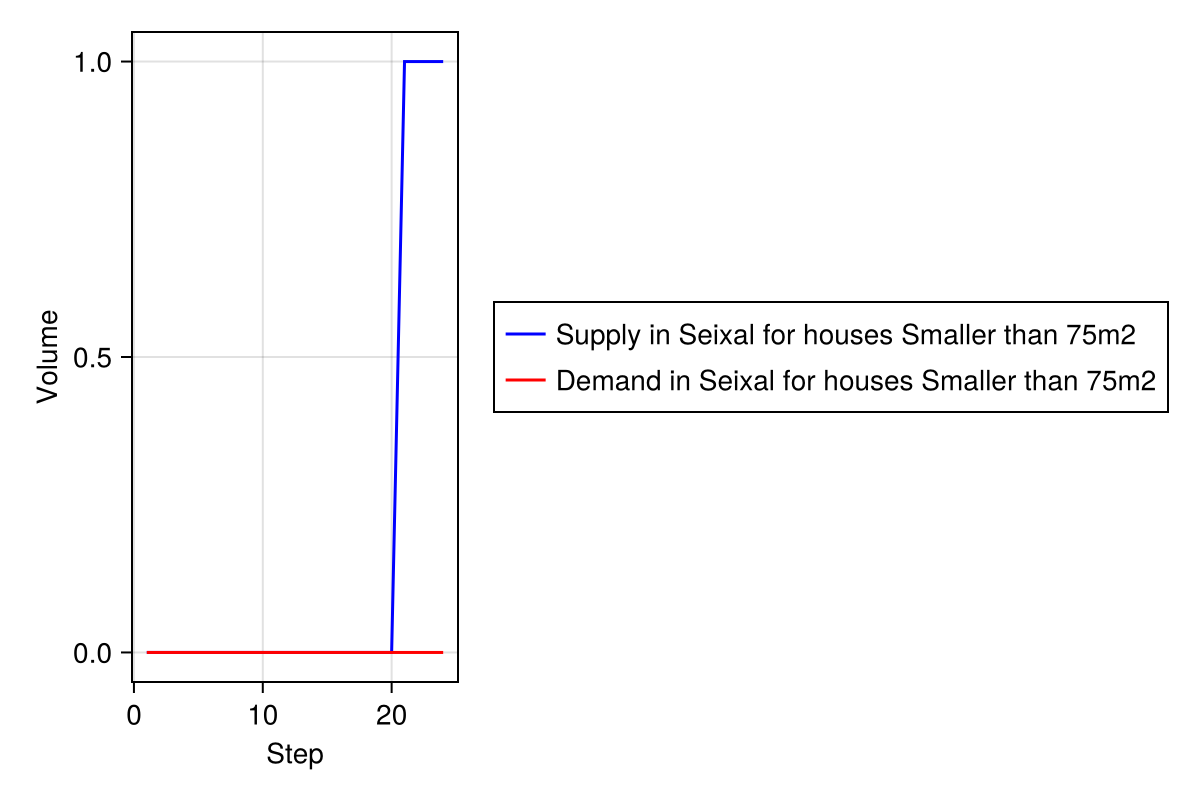 1.0
0.5
0.0
Volume
0
10
20
Step
Supply in Seixal for houses Smaller than 75m2
Demand in Seixal for houses Smaller than 75m2